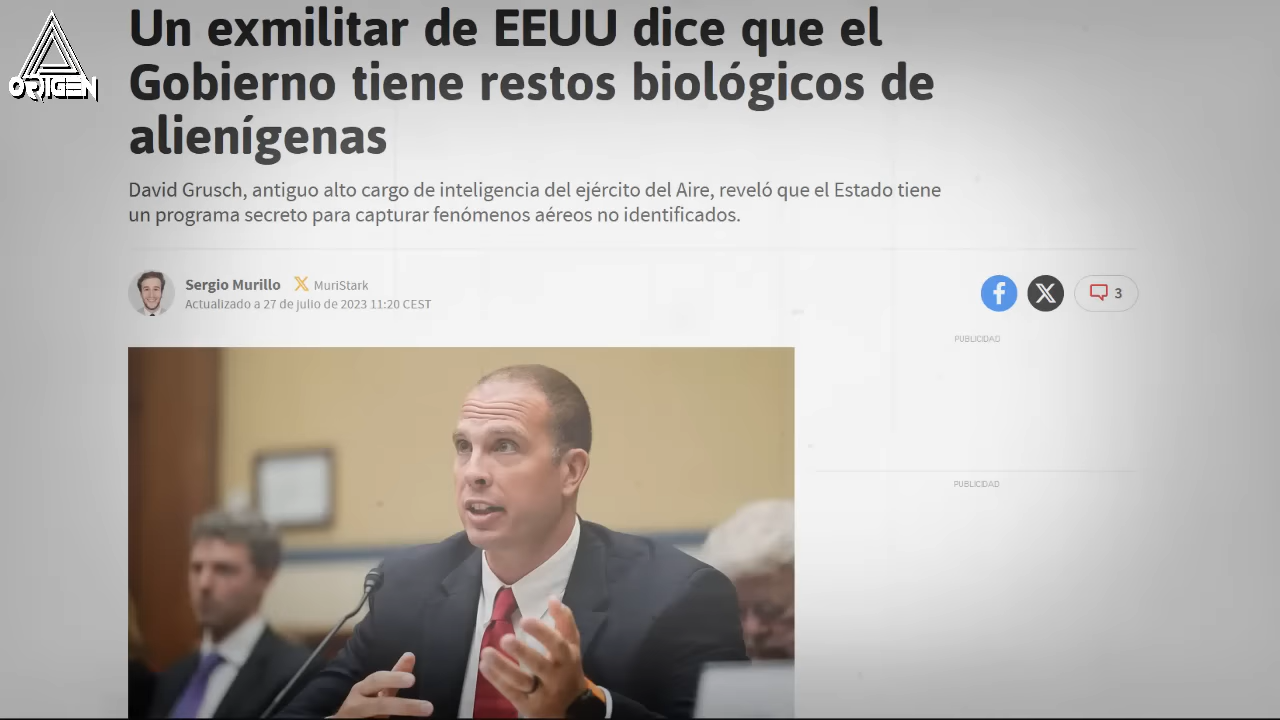 ORIGEN
Un exmilitar de EEUU dice que el
Gobierno tiene restos biológicos de
alienígenas
David Grusch, antiguo alto cargo de inteligencia del ejército del Aire, reveló que el Estado tiene
un programa secreto para capturar fenómenos aéreos no identificados.
Sergio Murillo X MuriStark
Actualizado a 27 de julio de 2023 11:20 CEST
f X 3
PUBLICIDAD
PUBLICIDAD